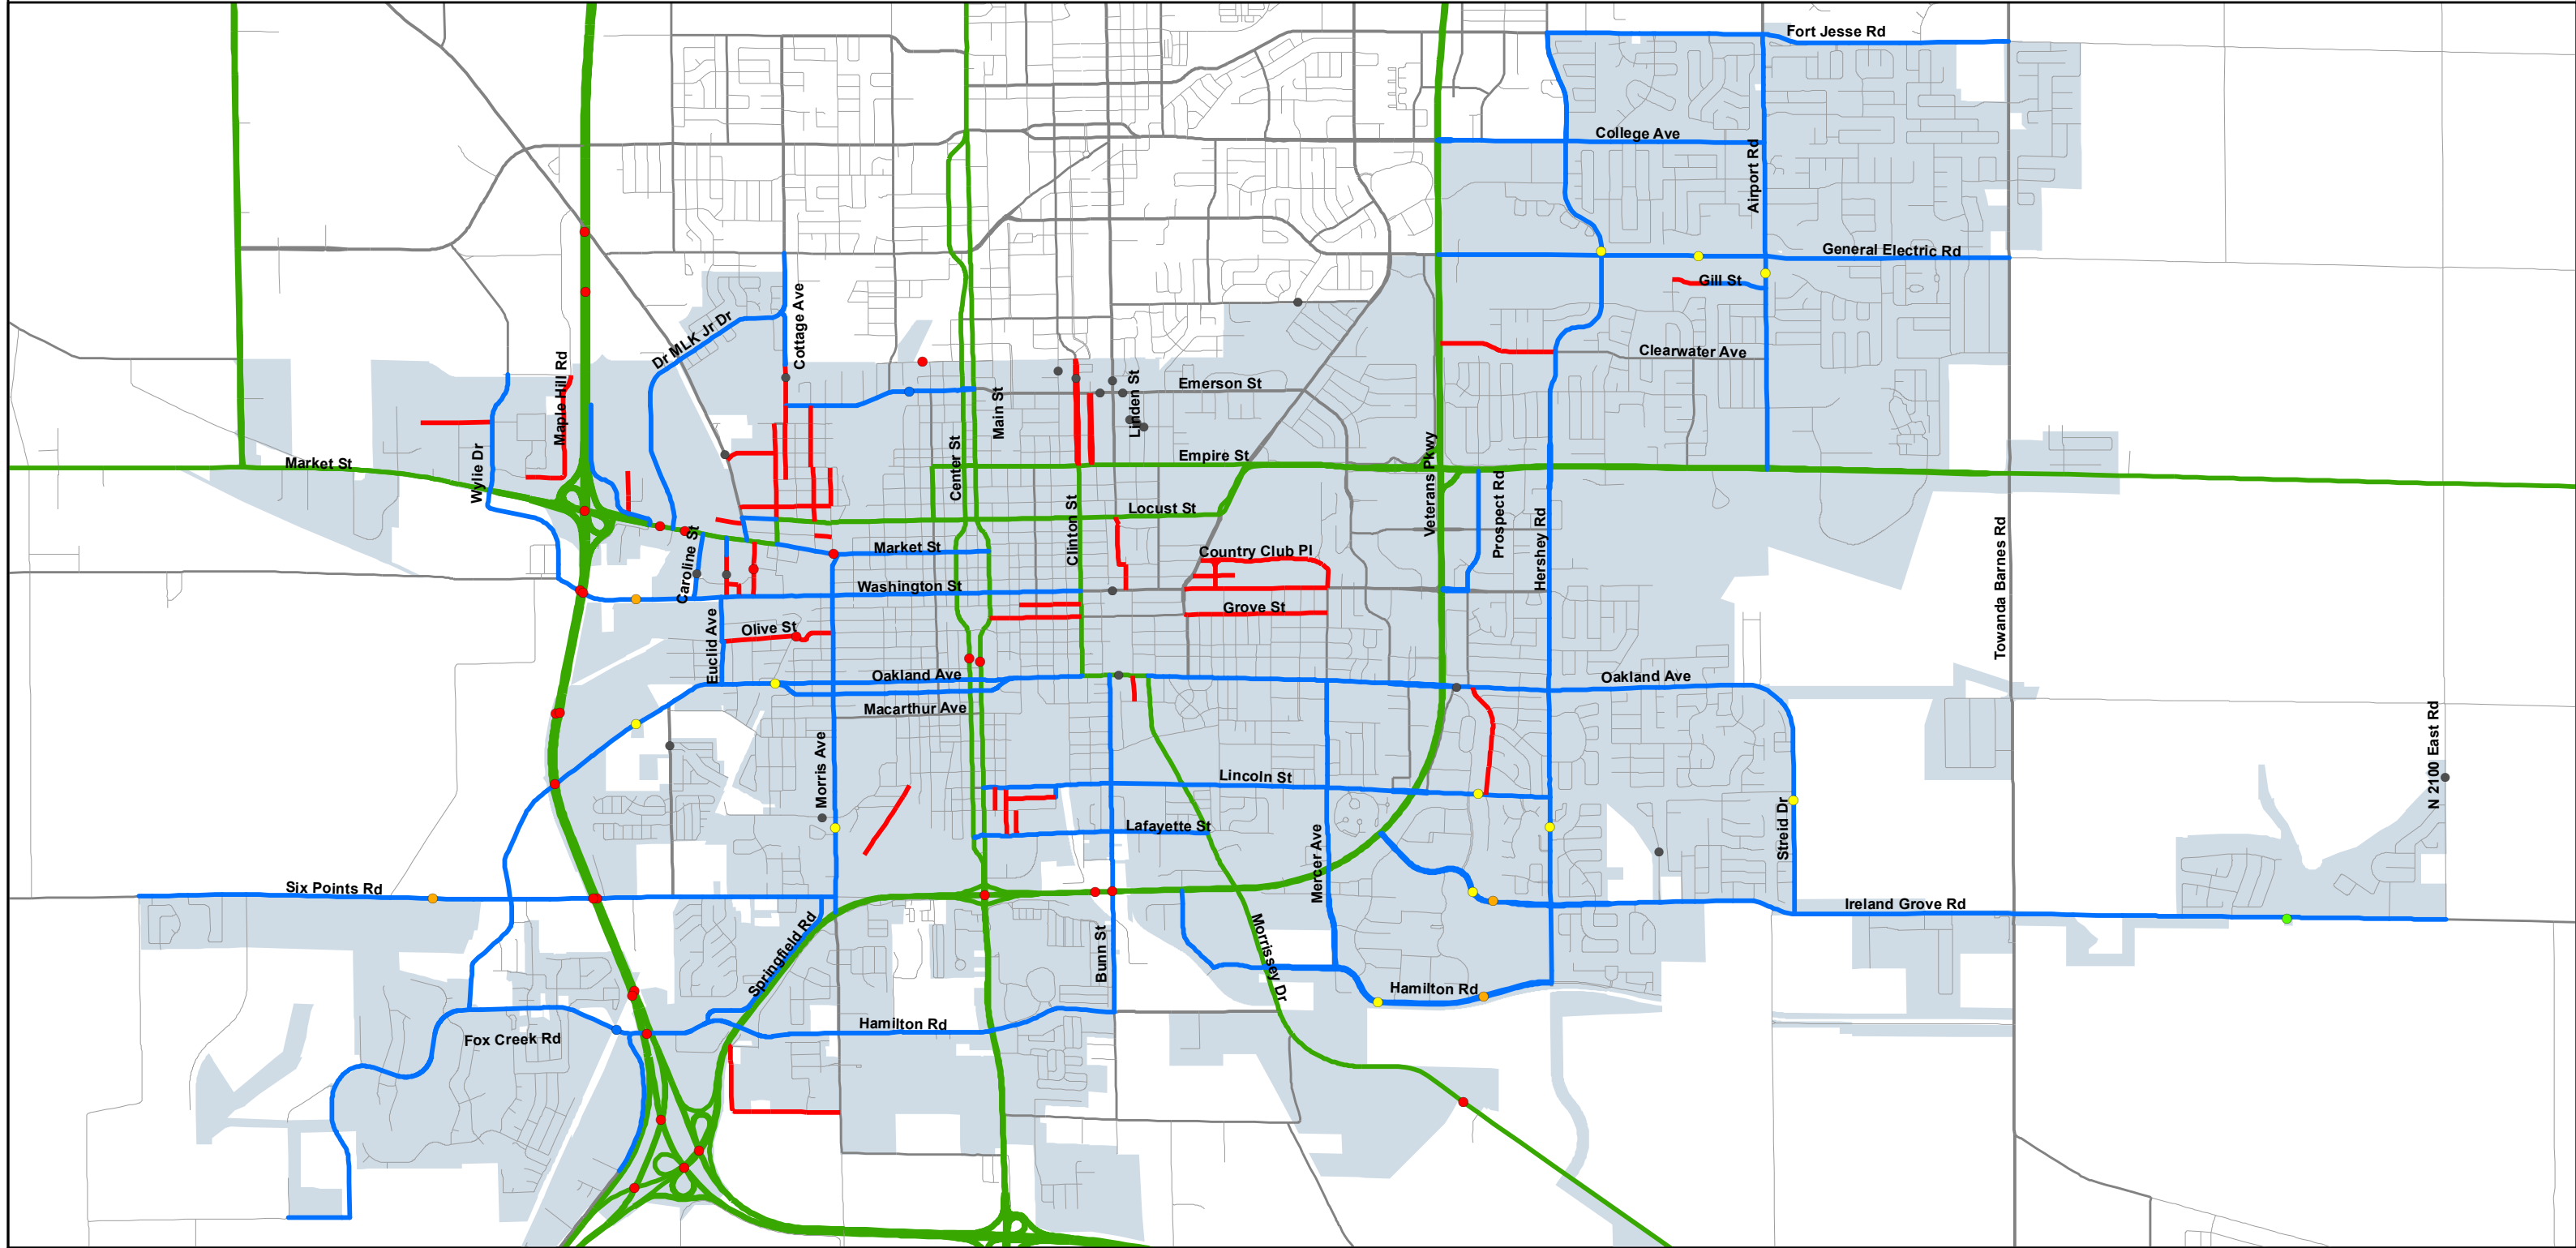 Fort Jesse Rd
College Ave
Airport Rd
General Electric Rd
Gill St
Cottage Ave
Dr MLK Jr Dr
Clearwater Ave
Maple Hill Rd
Emerson St
Linden St
Main St
Wylie Dr
Market St
Center St
Empire St
Veterans Pkwy
Prospect Rd
Hershey Rd
Clinton St
Locust St
Towanda Barnes Rd
Caroline St
Market St
Country Club Pl
Washington St
Grove St
Euclid Ave
Olive St
Oakland Ave
Oakland Ave
Macarthur Ave
N 2100 East Rd
Morris Ave
Lincoln St
Lafayette St
Mercer Ave
Streid Dr
Six Points Rd
Ireland Grove Rd
Springfield Rd
Bunn St
Morrissey Dr
Hamilton Rd
Hamilton Rd
Fox Creek Rd